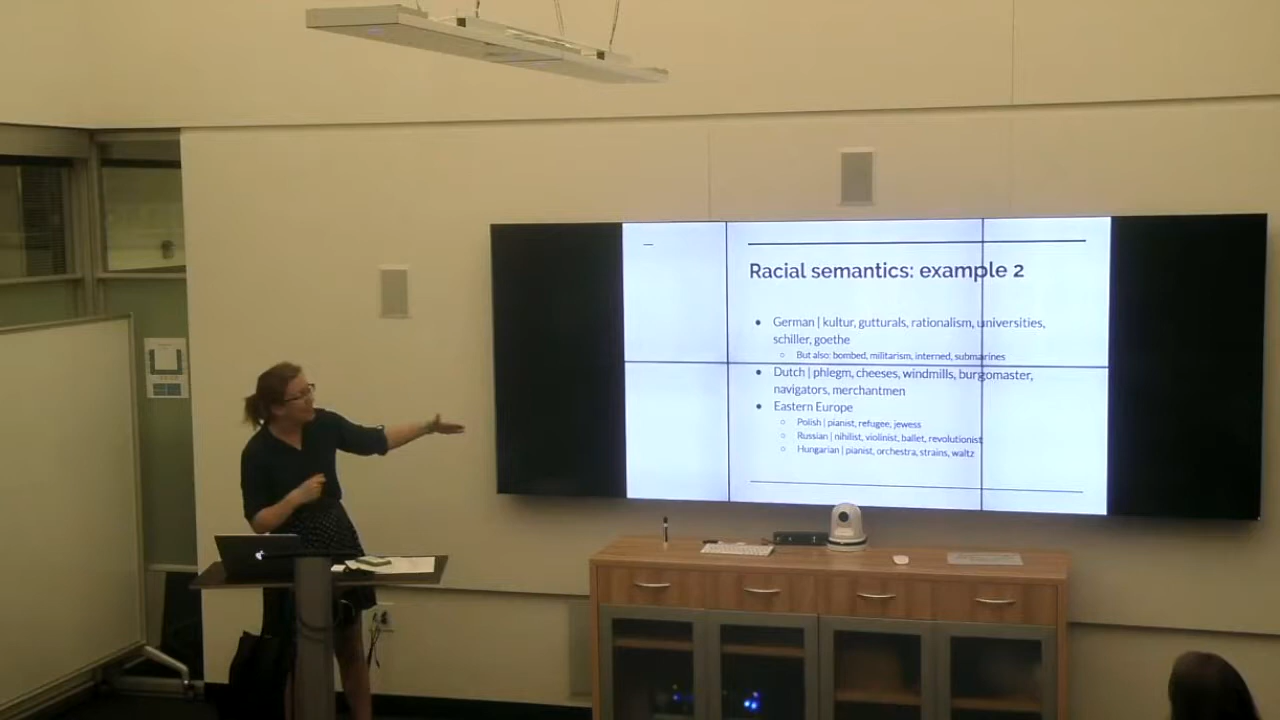 Racial semantics: example 2
German | kultur, gutturals, rationalism, universities,
schiller, goethe
But also: bombed, militarism, interned, submarines
Dutch | phlegm, cheeses, windmills, burgomaster,
navigators, merchantmen
Eastern Europe
Polish | pianist, refugee, jewess
Russian | nihilist, violinist, ballet, revolutionist
Hungarian | pianist, orchestra, strains, waltz